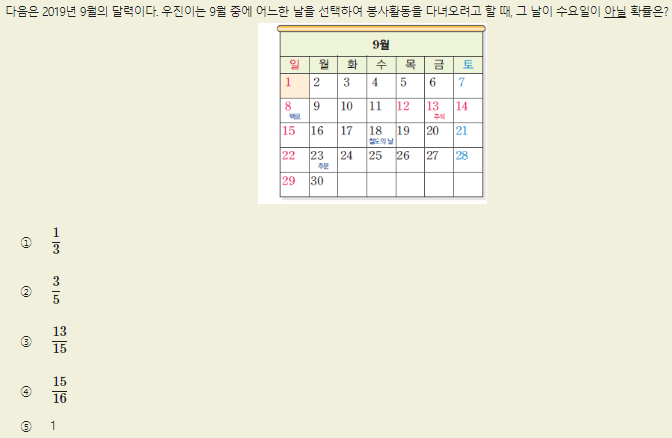 다음은 2019년 9월의 달력이다. 우진이는 9월 중에 어느한 날을 선택하여 봉사활동을 다녀오려고 할 때, 그 날이 수요일이 아닐 확률은?
9월
일 월 화 수 목 금 토
1 2 3 4 5 6 7
8 9 10 11 12 13 14
백로 추석
15 16 17 18 19 20 21
철도의 날
22 23 24 25 26 27 28
추분
29 30
① 1/3
② 3/5
③ 13/15
④ 15/16
⑤ 1